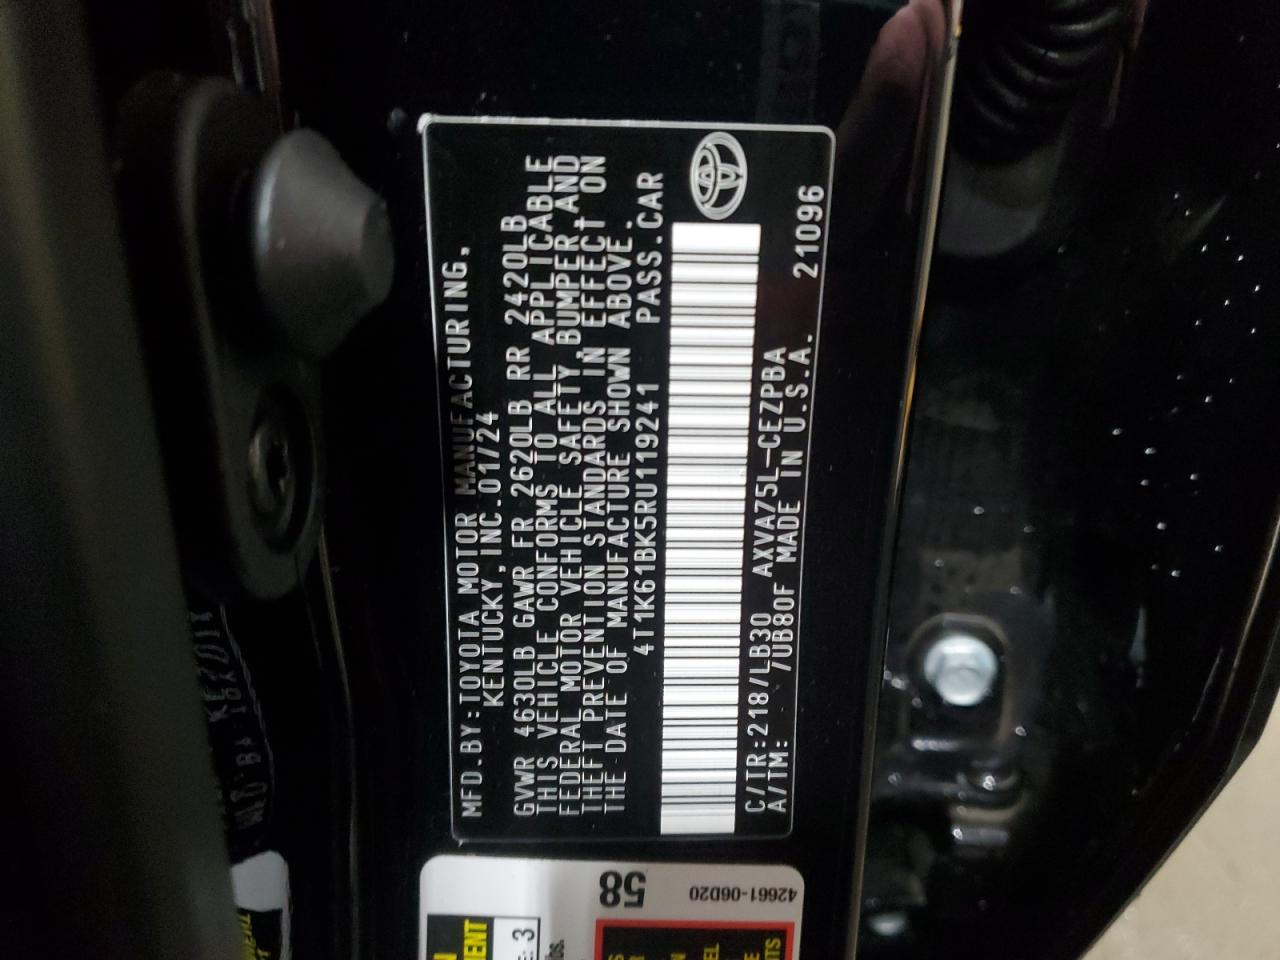 MFD.BY:TOYOTA MOTOR MANUFACTURING,
KENTUCKY,INC.01/24
GVWR 4630LB GAWR FR 2620LB RR 2420LB
THIS VEHICLE CONFORMS TO ALL APPLICABLE
FEDERAL MOTOR VEHICLE SAFETY,BUMPER,AND
THEFT PREVENTION STANDARDS IN EFFECT ON
THE DATE OF MANUFACTURE SHOWN ABOVE.
4T1K61BK5RU119241 PASS.CAR
C/TR:218/LB30 AXVA75L-CEZPBA 21096
A/TM: 7UB80F MADE IN U.S.A.
58
42661-06D20